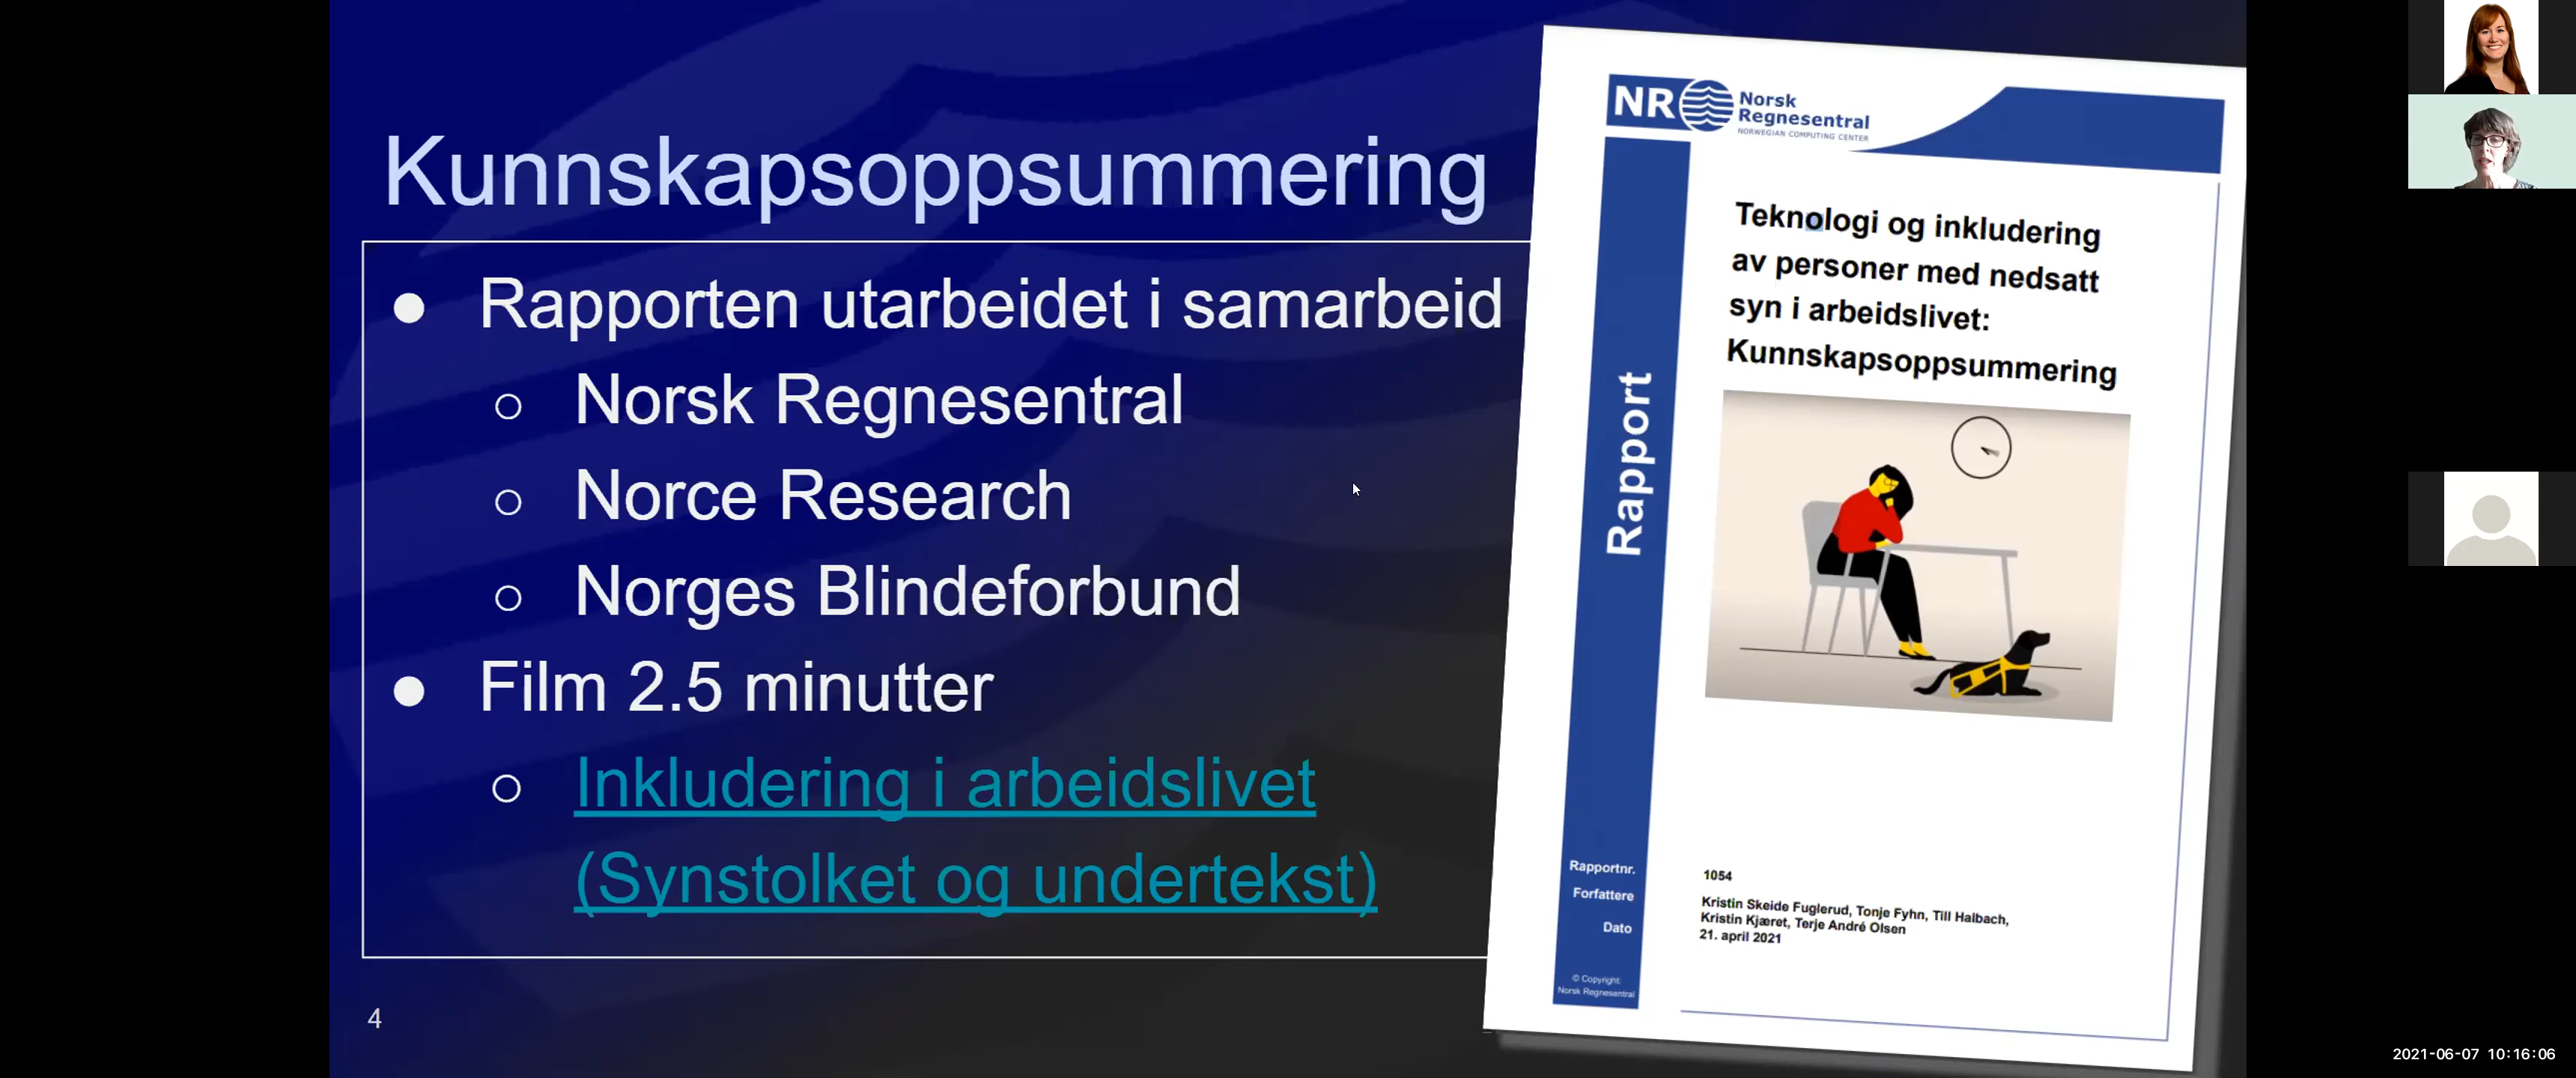 Kunnskapsoppsummering
Rapporten utarbeidet i samarbeid
Norsk Regnesentral
Norce Research
Norges Blindeforbund
Film 2.5 minutter
Inkludering i arbeidslivet
(Synstolket og undertekst)
4
NR
Norsk
Regnesentral
NORWEGIAN COMPUTING CENTER
Teknologi og inkludering
av personer med nedsatt
syn i arbeidslivet:
Kunnskapsoppsummering
Rapport
Rapportnr.
1054
Forfattere
Kristin Skeide Fuglerud, Tonje Fyhn, Till Halbach,
Kristin Kjæret, Terje André Olsen
Dato
21. april 2021
© Copyright:
Norsk Regnesentral
2021-06-07 10:16:06